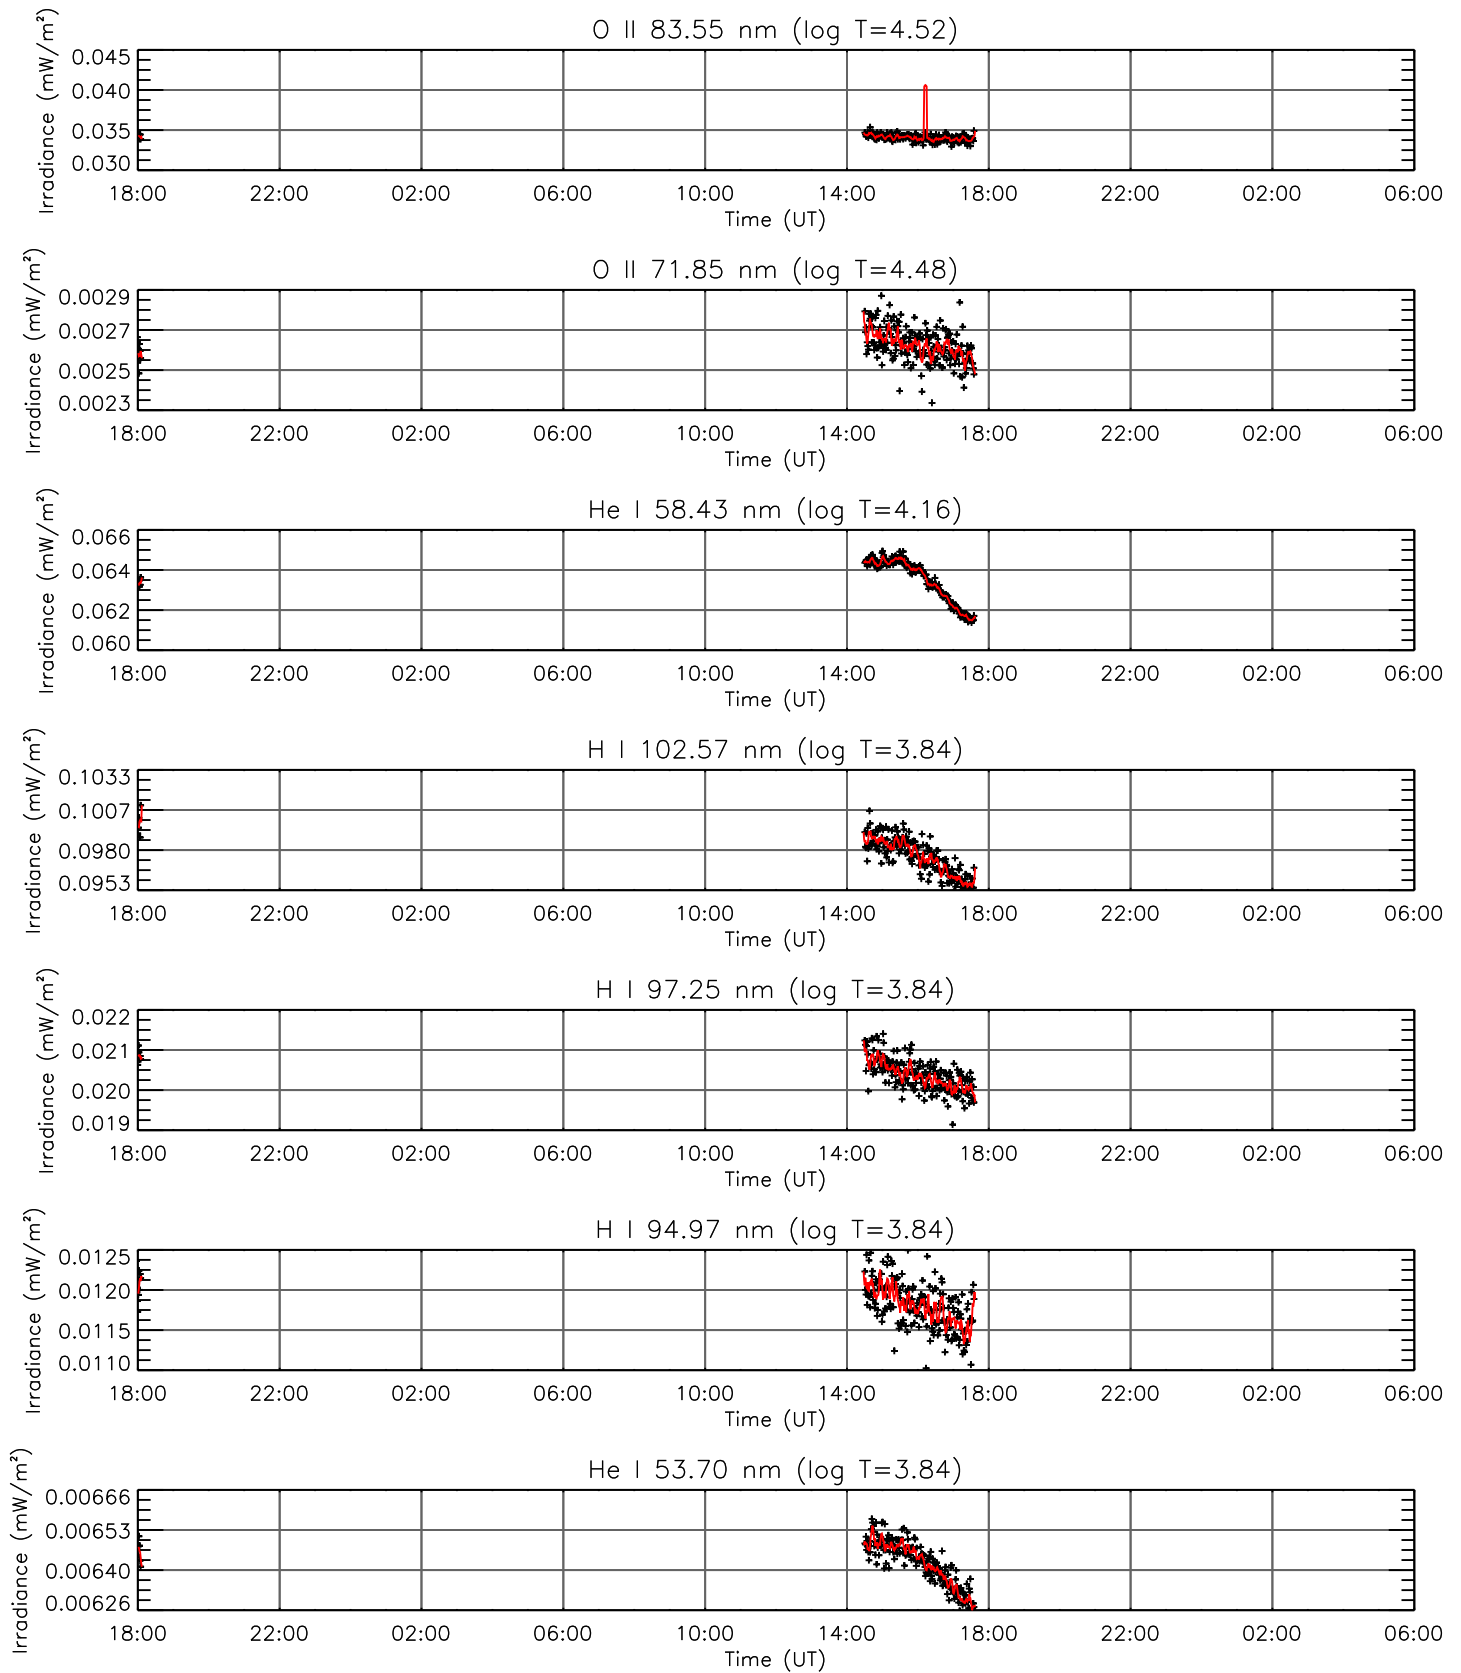 O II 83.55 nm (log T=4.52)
Irradiance (mW/m²)
0.045
0.040
0.035
0.030
18:00 22:00 02:00 06:00 10:00 14:00 18:00 22:00 02:00 06:00
Time (UT)
O II 71.85 nm (log T=4.48)
Irradiance (mW/m²)
0.0029
0.0027
0.0025
0.0023
18:00 22:00 02:00 06:00 10:00 14:00 18:00 22:00 02:00 06:00
Time (UT)
He I 58.43 nm (log T=4.16)
Irradiance (mW/m²)
0.066
0.064
0.062
0.060
18:00 22:00 02:00 06:00 10:00 14:00 18:00 22:00 02:00 06:00
Time (UT)
H I 102.57 nm (log T=3.84)
Irradiance (mW/m²)
0.1033
0.1007
0.0980
0.0953
18:00 22:00 02:00 06:00 10:00 14:00 18:00 22:00 02:00 06:00
Time (UT)
H I 97.25 nm (log T=3.84)
Irradiance (mW/m²)
0.022
0.021
0.020
0.019
18:00 22:00 02:00 06:00 10:00 14:00 18:00 22:00 02:00 06:00
Time (UT)
H I 94.97 nm (log T=3.84)
Irradiance (mW/m²)
0.0125
0.0120
0.0115
0.0110
18:00 22:00 02:00 06:00 10:00 14:00 18:00 22:00 02:00 06:00
Time (UT)
He I 53.70 nm (log T=3.84)
Irradiance (mW/m²)
0.00666
0.00653
0.00640
0.00626
18:00 22:00 02:00 06:00 10:00 14:00 18:00 22:00 02:00 06:00
Time (UT)